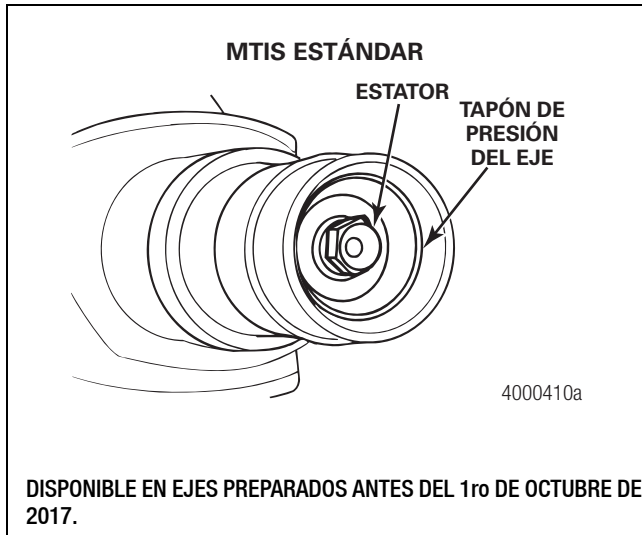 MTIS ESTÁNDAR
ESTATOR
TAPÓN DE
PRESIÓN
DEL EJE
4000410a
DISPONIBLE EN EJES PREPARADOS ANTES DEL 1ro DE OCTUBRE DE
2017.